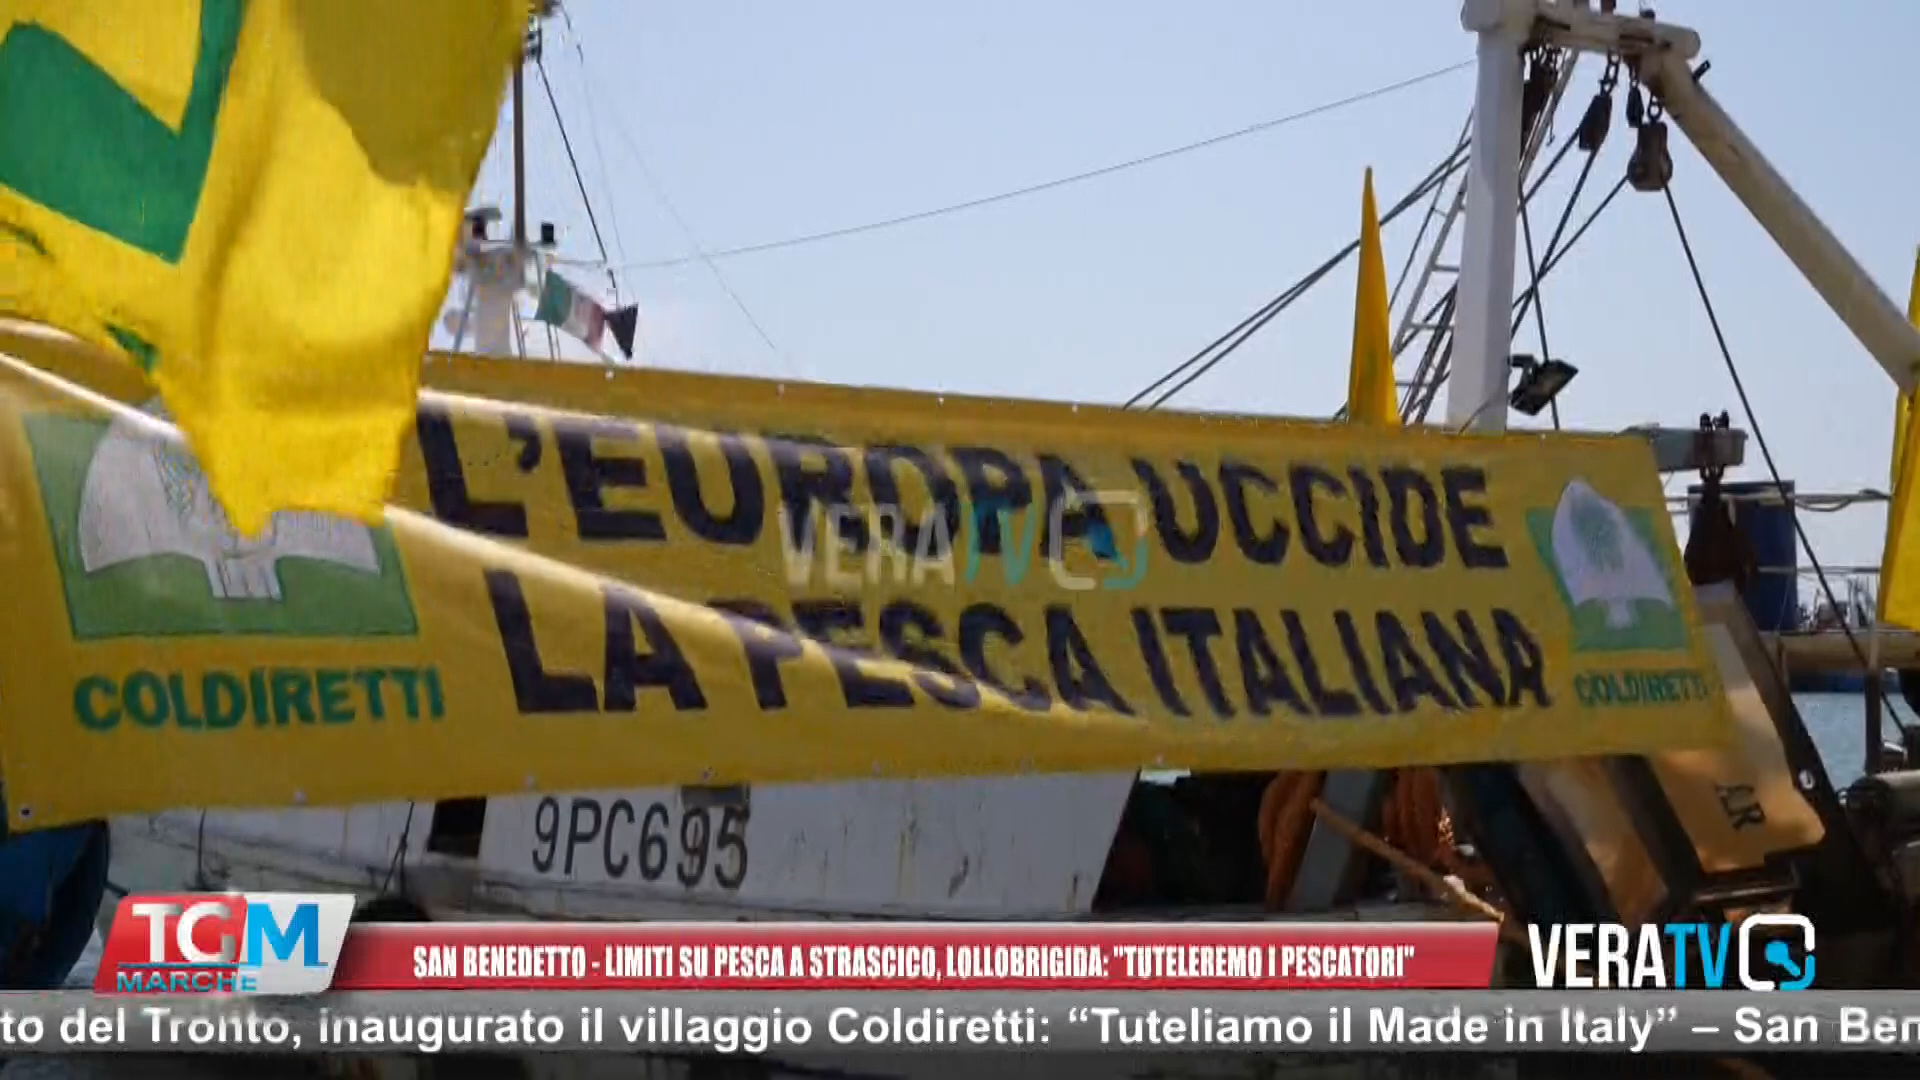 L'EUROPA UCCIDE
LA PESCA ITALIANA
COLDIRETTI
COLDIRETTI
VERATV
9PC695
AR
TGM
MARCHE
SAN BENEDETTO - LIMITI SU PESCA A STRASCICO, LOLLOBRIGIDA: "TUTELEREMO I PESCATORI"
VERATV
to del Tronto, inaugurato il villaggio Coldiretti: “Tuteliamo il Made in Italy” – San Ben